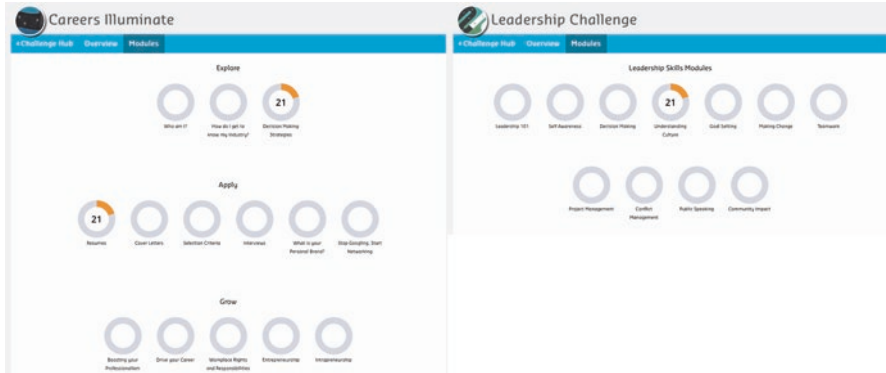 Careers Illuminate
+Challenge Hub Overview Modules
Explore
21
Who am I?
How do I get to
know my Industry?
Decision Making
Strategies
Apply
21
Resumes
Cover Letters
Selection Criteria
Interviews
What is your
Personal Brand?
Stop Googling. Start
Networking
Grow
Boosting your
Professionalism
Drive your Career
Workplace Rights
and Responsibilities
Entrepreneurship
Intrapreneurship
Leadership Challenge
+Challenge Hub Overview Modules
Leadership Skills Modules
21
Leadership 101
Self-Awareness
Decision Making
Understanding
Culture
Goal Setting
Making Change
Teamwork
Project Management
Conflict
Management
Public Speaking
Community Impact